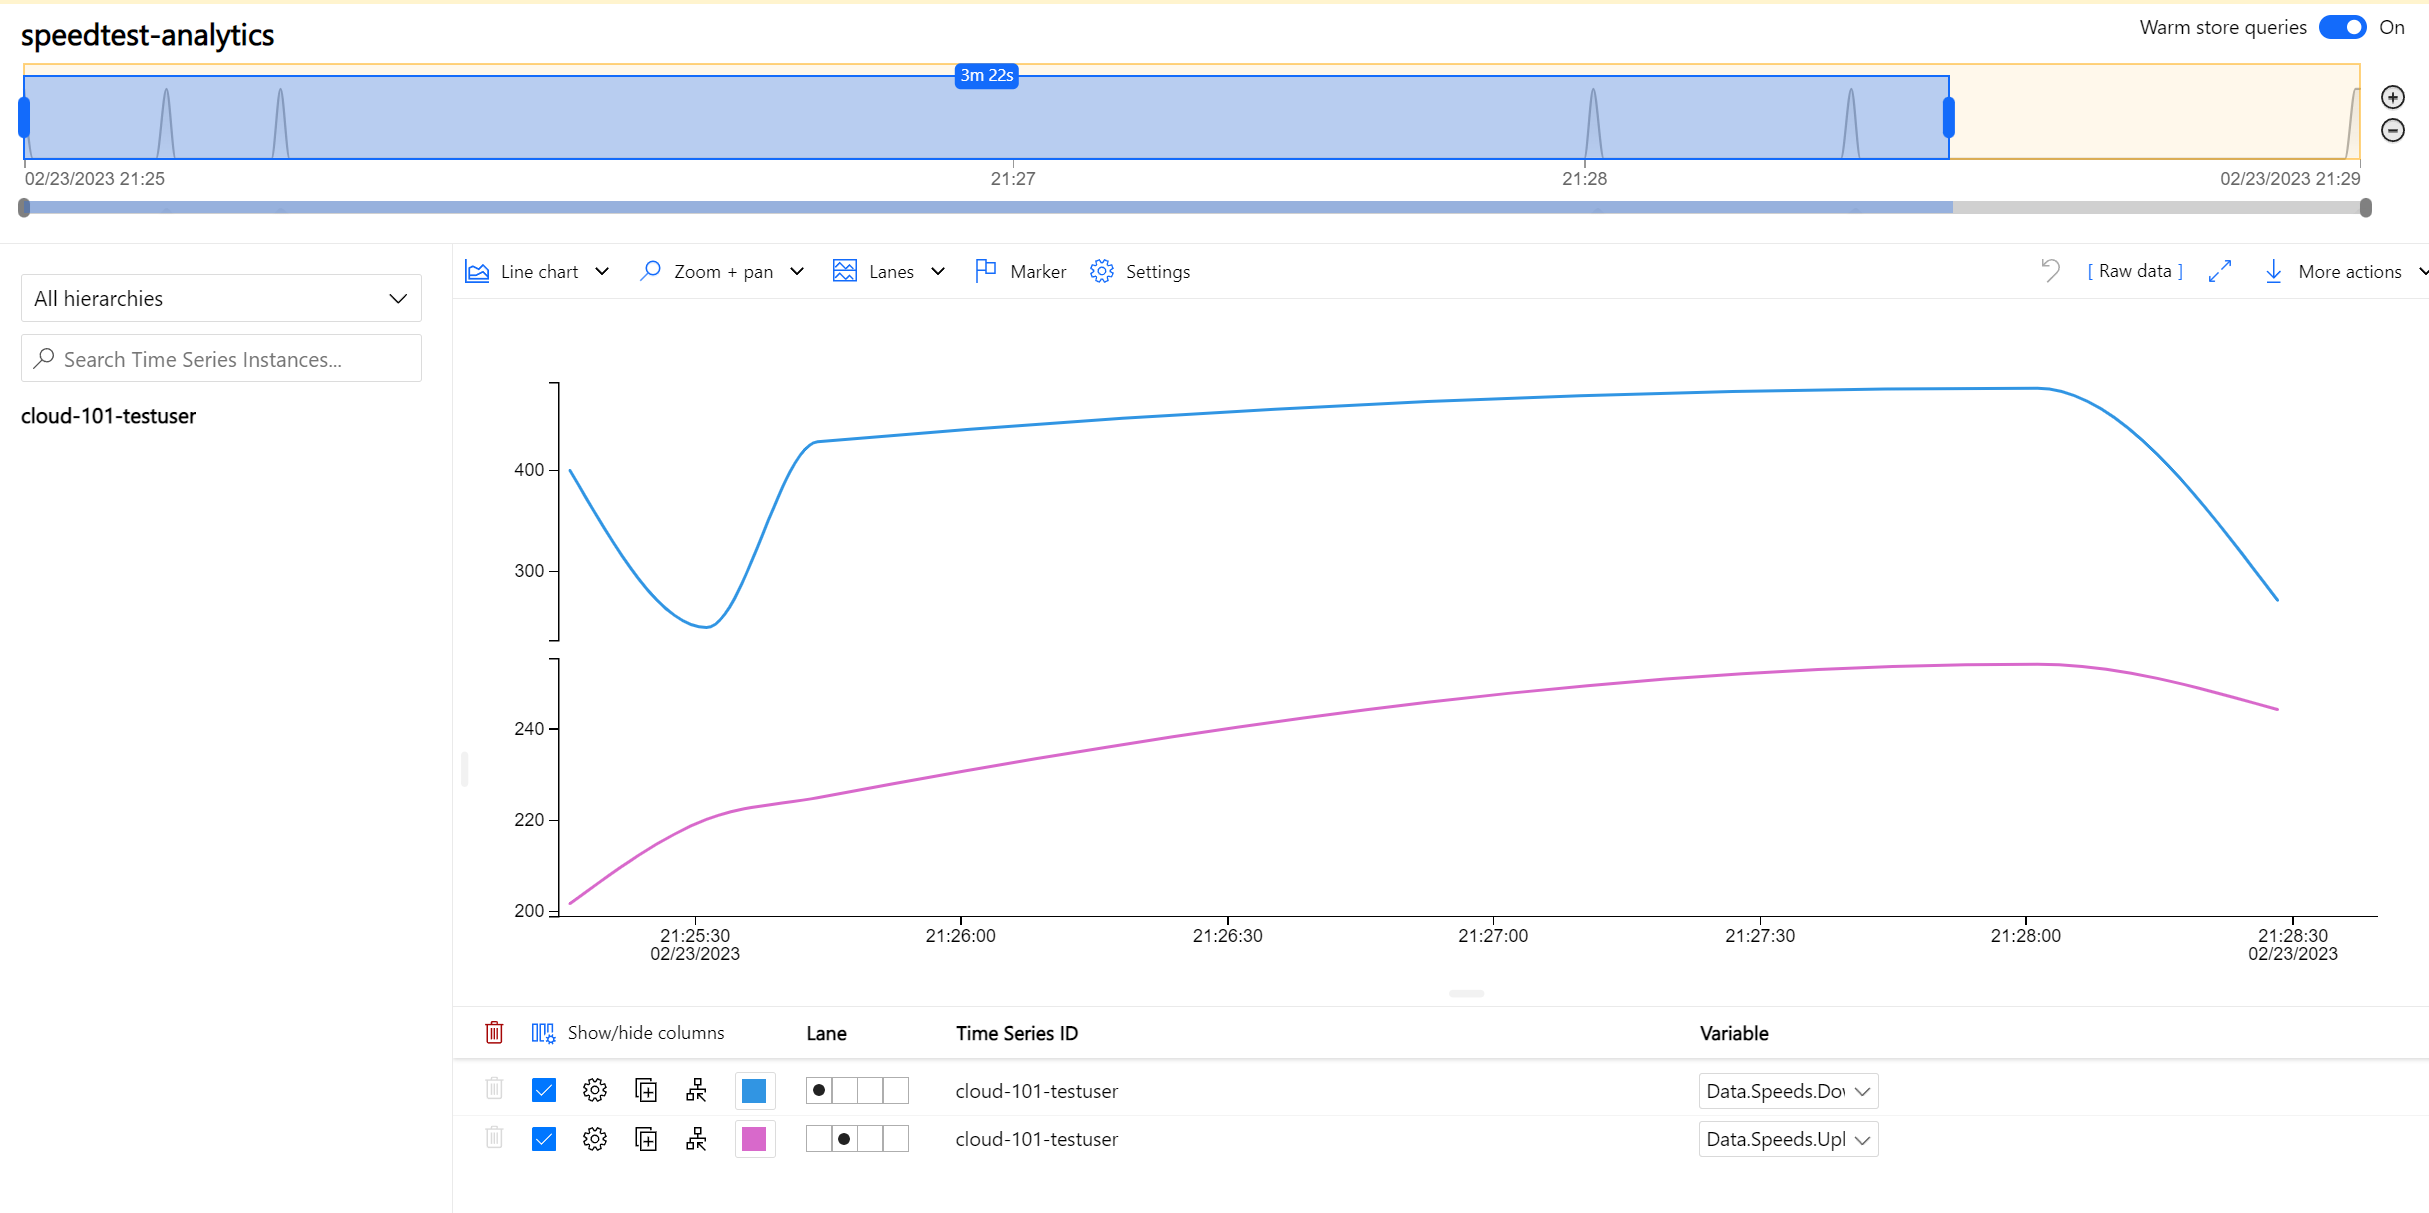 speedtest-analytics
Warm store queries On
3m 22s
02/23/2023 21:25 21:27 21:28 02/23/2023 21:29
Line chart Zoom + pan Lanes Marker Settings [ Raw data ] More actions
All hierarchies
Search Time Series Instances...
cloud-101-testuser
400
300
240
220
200
21:25:30 21:26:00 21:26:30 21:27:00 21:27:30 21:28:00 21:28:30
02/23/2023 02/23/2023
Show/hide columns Lane Time Series ID Variable
cloud-101-testuser Data.Speeds.Do
cloud-101-testuser Data.Speeds.Upl